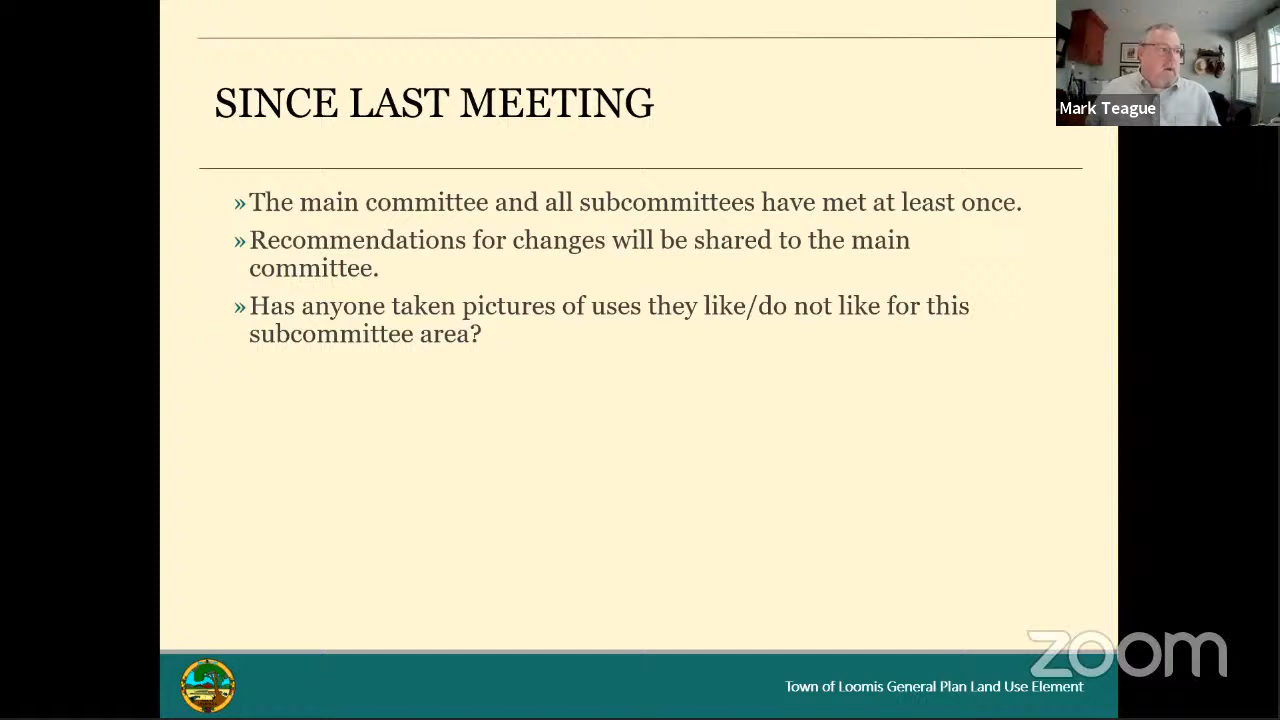 SINCE LAST MEETING
Mark Teague
»The main committee and all subcommittees have met at least once.
»Recommendations for changes will be shared to the main
committee.
»Has anyone taken pictures of uses they like/do not like for this
subcommittee area?
zoom
Town of Loomis General Plan Land Use Element